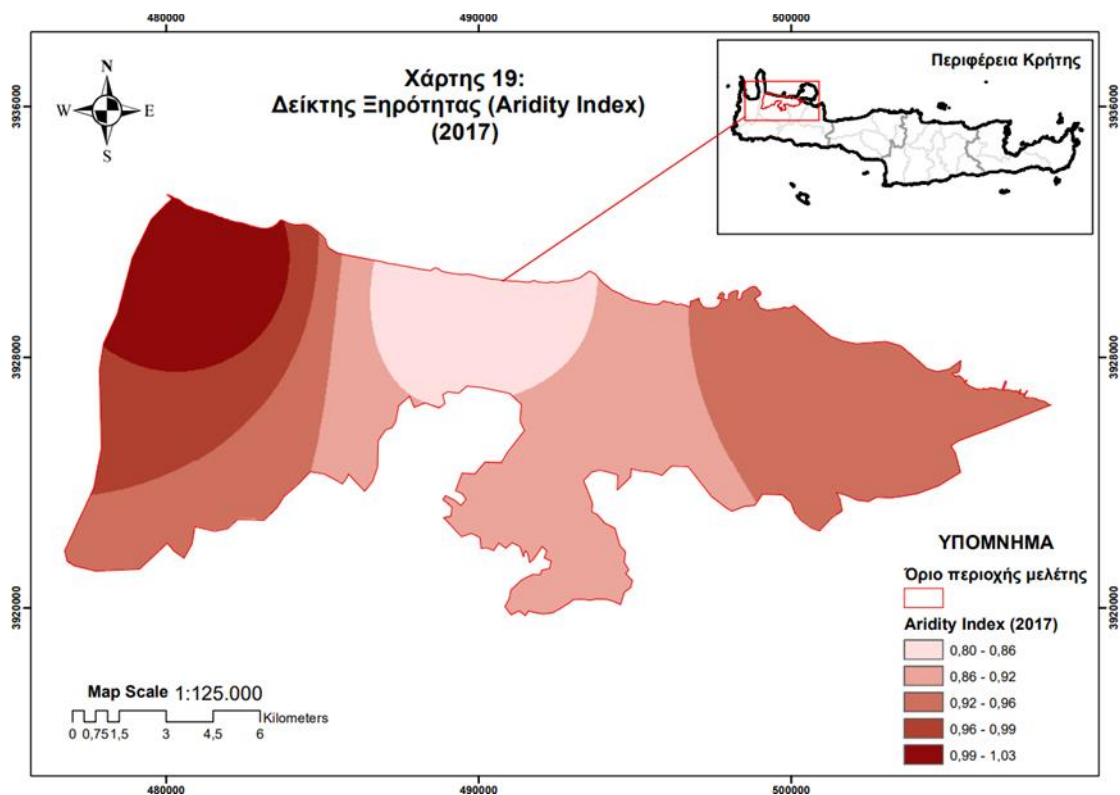 480000
490000
500000
Περιφέρεια Κρήτης
Χάρτης 19:
Δείκτης Ξηρότητας (Aridity Index)
(2017)
N
W
E
S
3936000
3936000
3928000
3928000
3920000
3920000
ΥΠΟΜΝΗΜΑ
Όριο περιοχής μελέτης
Aridity Index (2017)
0,80 - 0,86
0,86 - 0,92
0,92 - 0,96
0,96 - 0,99
0,99 - 1,03
Map Scale 1:125.000
Kilometers
0 0,75 1,5 3 4,5 6
480000
490000
500000